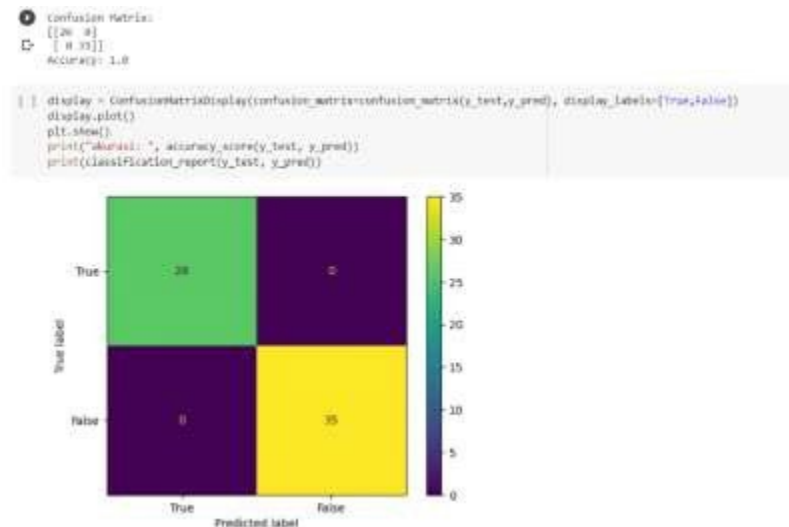 Confusion Matrix:
[[28 0]
[ 0 35]]
Accuracy: 1.0
[ ] display = ConfusionMatrixDisplay(confusion_matrix=confusion_matrix(y_test,y_pred), display_labels=[True,False])
display.plot()
plt.show()
print("akurasi: ", accuracy_score(y_test, y_pred))
print(classification_report(y_test, y_pred))
35
30
True
28
0
25
20
True label
15
10
False
0
35
5
0
True
False
Predicted label